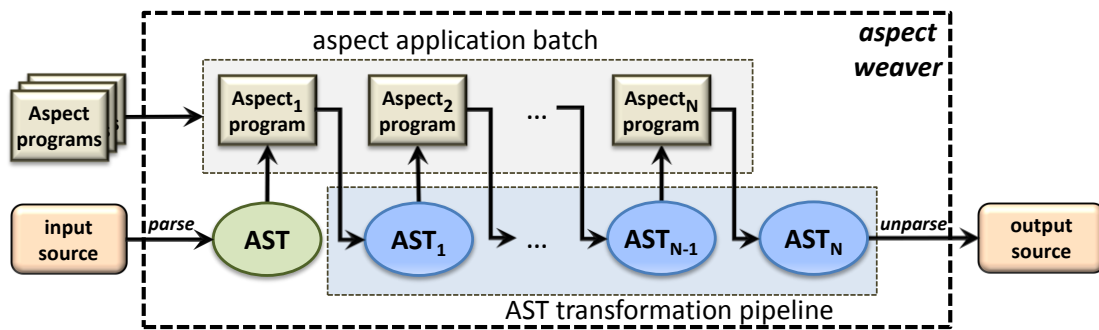 aspect
weaver
aspect application batch
Aspect
programs
s
Aspect1
program
Aspect2
program
...
AspectN
program
input
source
parse
AST
AST1
...
ASTN-1
ASTN
unparse
output
source
AST transformation pipeline